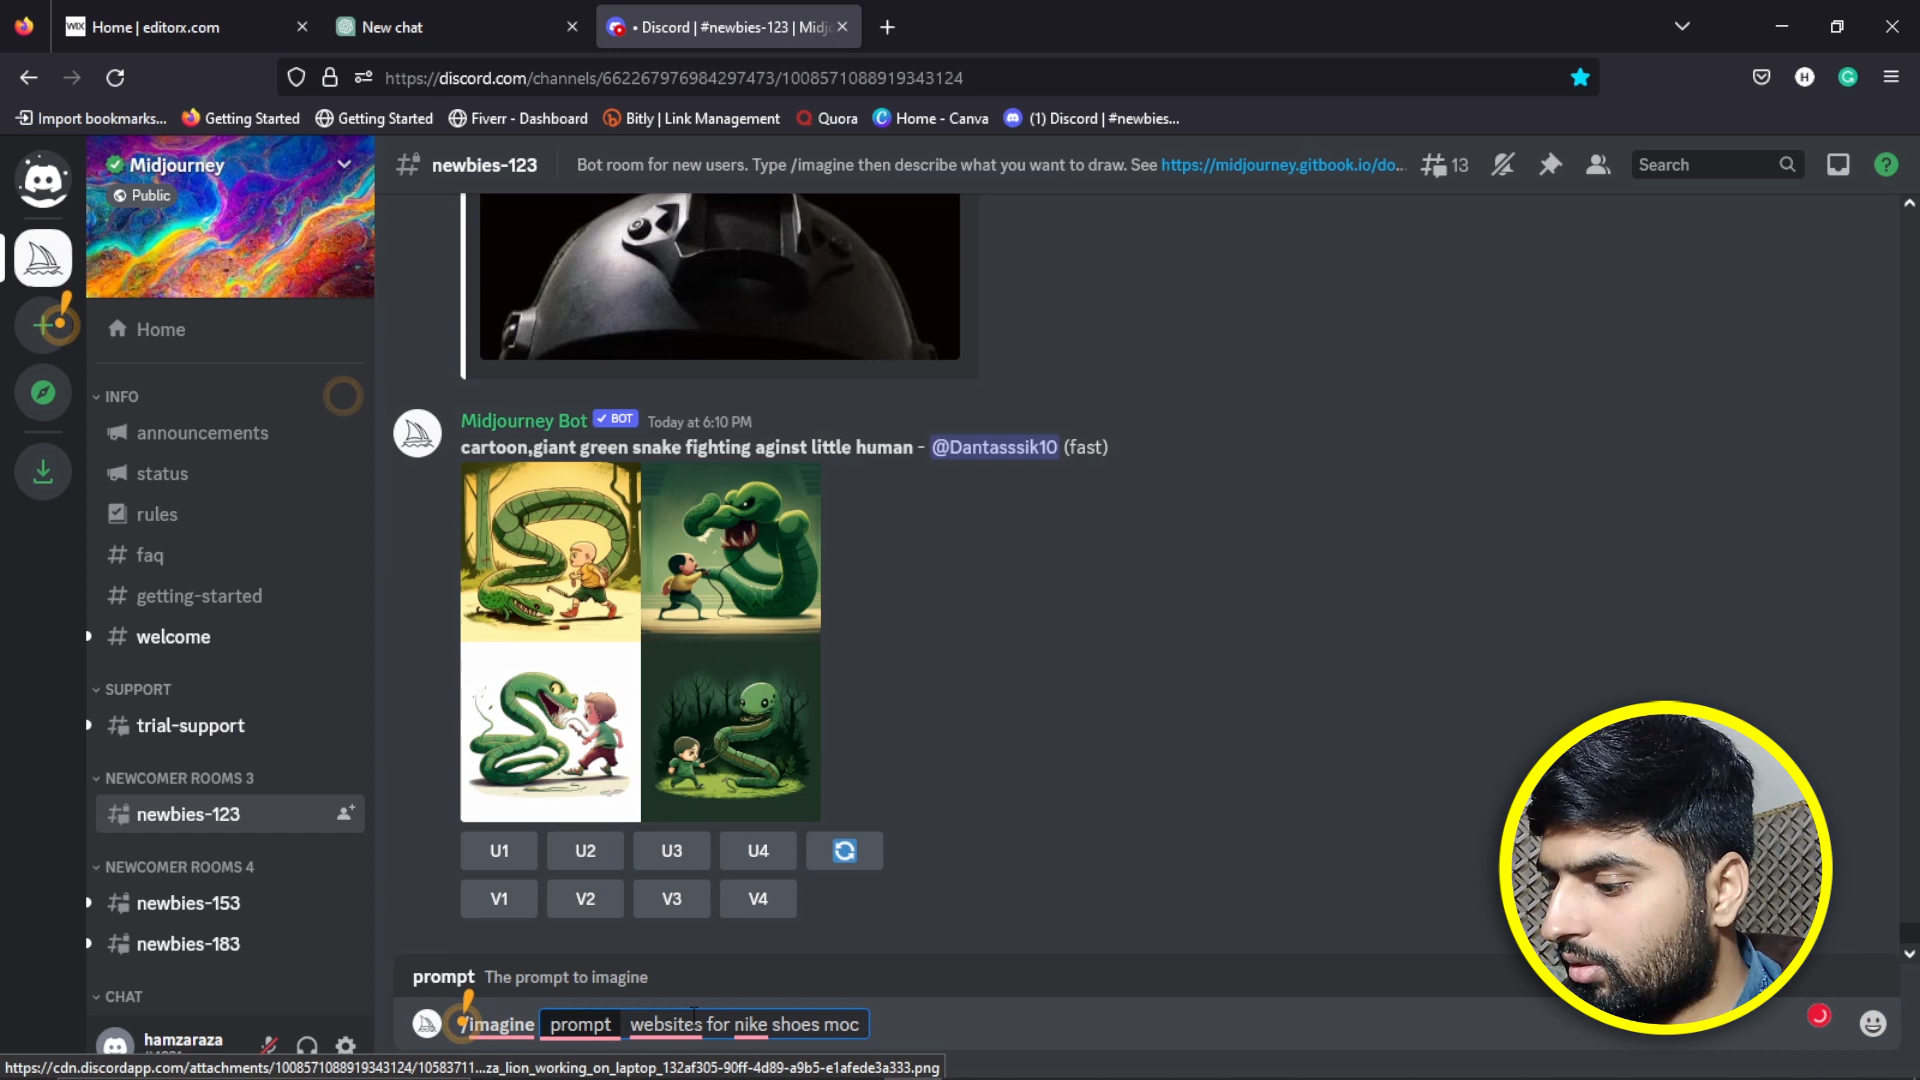 WIX Home | editorx.com
New chat
• Discord | #newbies-123 | Midj
https://discord.com/channels/662267976984297473/1008571088919343124
H
Import bookmarks...
Getting Started
Getting Started
Fiverr - Dashboard
Bitly | Link Management
Quora
Home - Canva
(1) Discord | #newbies...
Midjourney
Public
newbies-123
Bot room for new users. Type /imagine then describe what you want to draw. See https://midjourney.gitbook.io/do...
13
Search
Home
INFO
announcements
status
rules
faq
getting-started
welcome
SUPPORT
trial-support
NEWCOMER ROOMS 3
newbies-123
NEWCOMER ROOMS 4
newbies-153
newbies-183
CHAT
hamzaraza
Midjourney Bot ✓ BOT Today at 6:10 PM
cartoon,giant green snake fighting aginst little human - @Dantasssik10 (fast)
U1 U2 U3 U4
V1 V2 V3 V4
prompt The prompt to imagine
/imagine prompt websites for nike shoes moc
https://cdn.discordapp.com/attachments/1008571088919343124/10583711...za_lion_working_on_laptop_132af305-90ff-4d89-a9b5-e1afede3a333.png